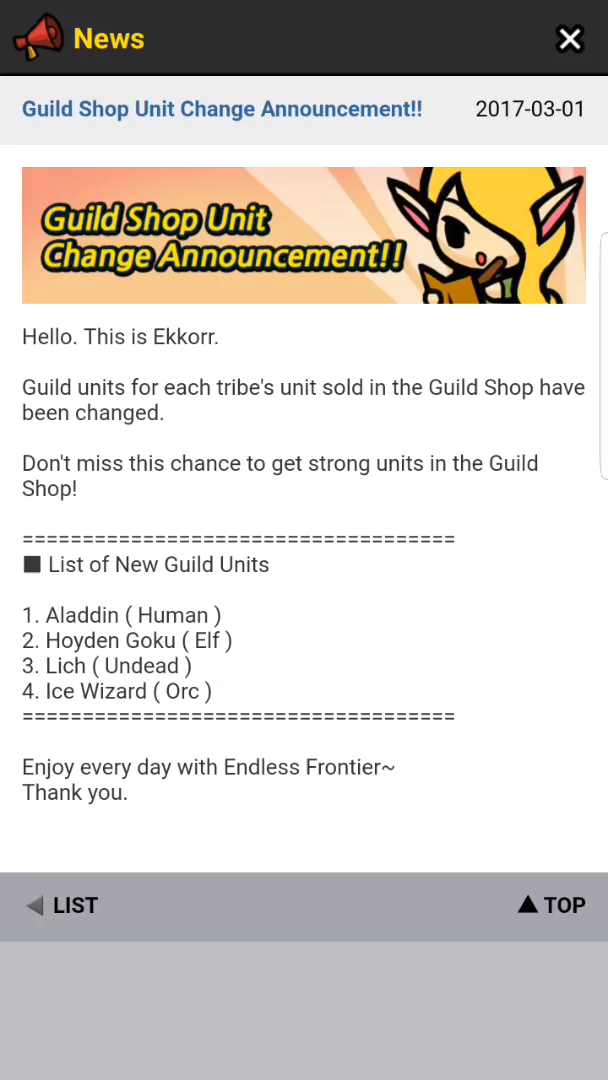 News
Guild Shop Unit Change Announcement!! 2017-03-01
Guild Shop Unit
Change Announcement!!
Hello. This is Ekkorr.
Guild units for each tribe's unit sold in the Guild Shop have
been changed.
Don't miss this chance to get strong units in the Guild
Shop!
====================================
■ List of New Guild Units
1. Aladdin ( Human )
2. Hoyden Goku ( Elf )
3. Lich ( Undead )
4. Ice Wizard ( Orc )
====================================
Enjoy every day with Endless Frontier~
Thank you.
◀ LIST ▲ TOP